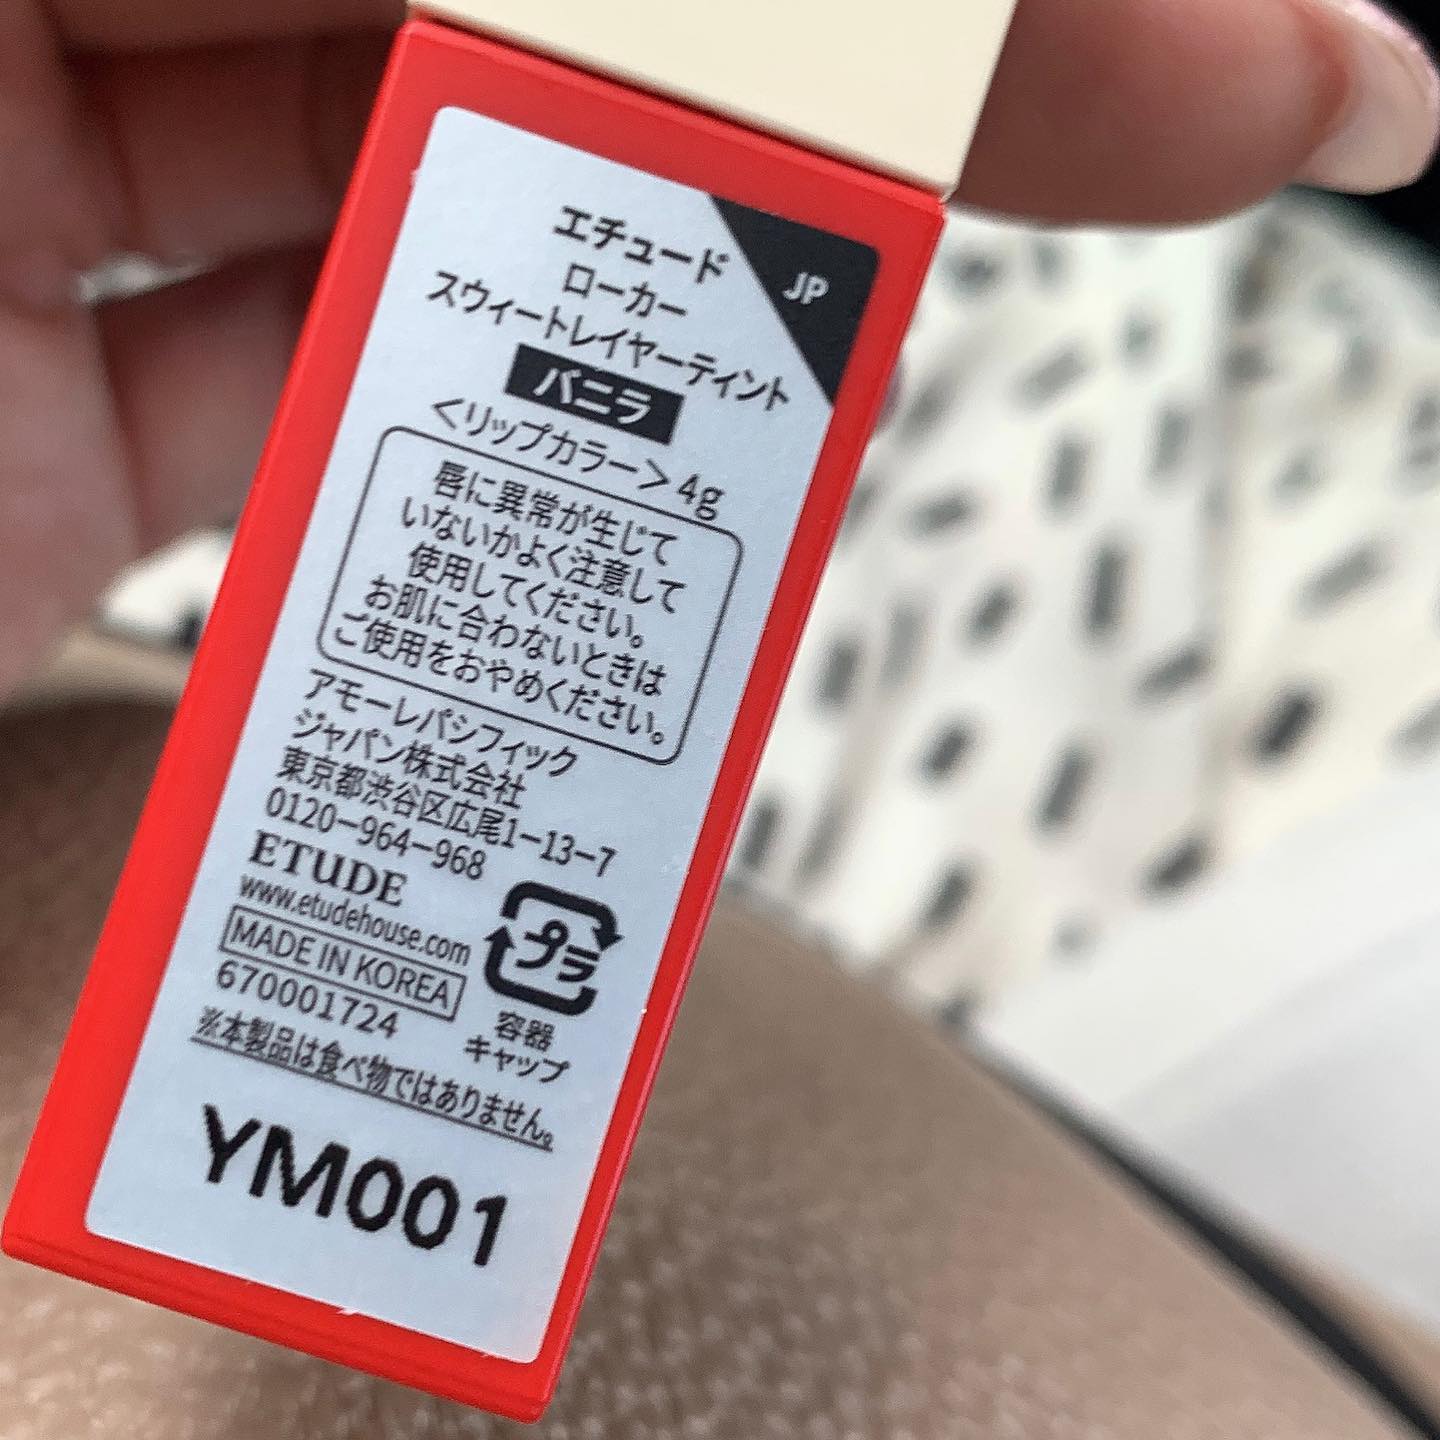 JP
エチュード
ローカー
スウィートレイヤーティント
バニラ
＜リップカラー＞ 4g
唇に異常が生じて
いないかよく注意して
使用してください。
お肌に合わないときは
ご使用をおやめください。
アモーレパシフィック
ジャパン株式会社
東京都渋谷区広尾1−13−7
0120−964−968
ETUDE
www.etudehouse.com
MADE IN KOREA
670001724
プラ
容器
キャップ
※本製品は食べ物ではありません。
YM001